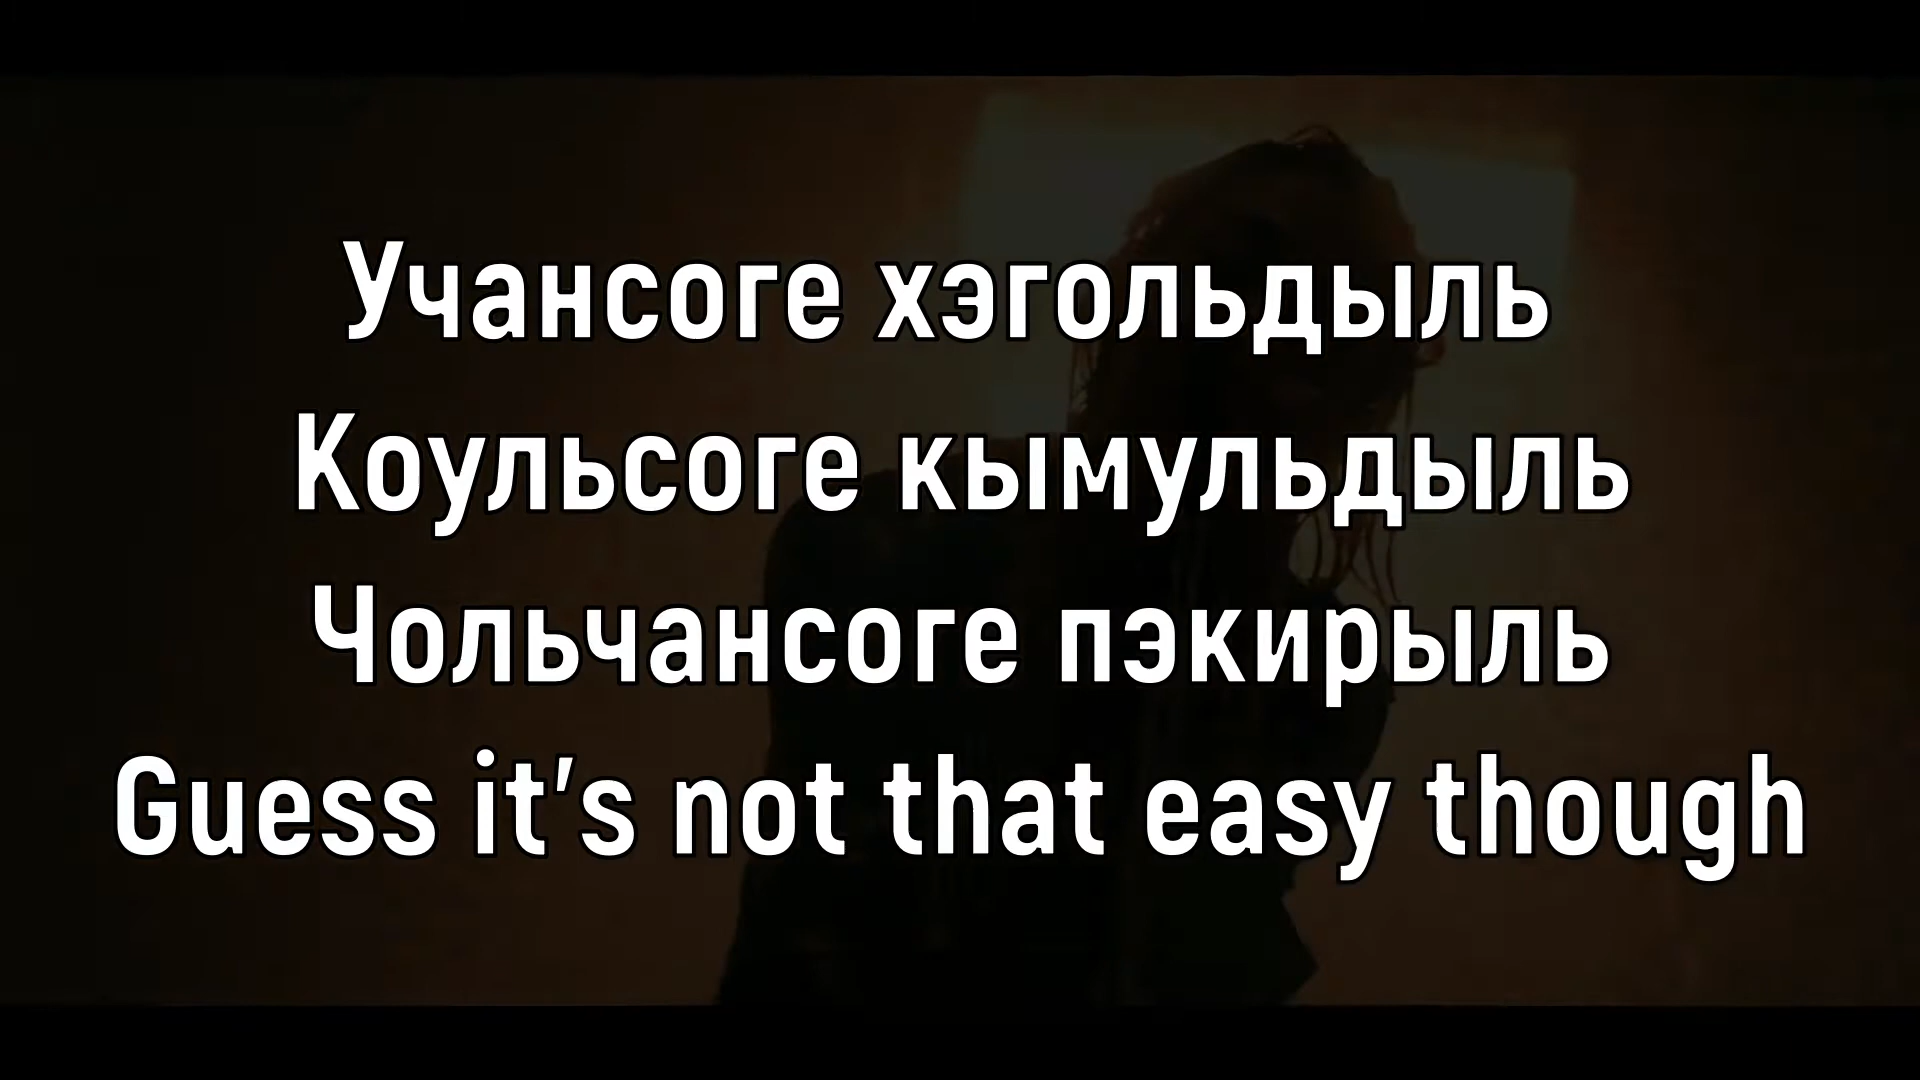 Учансоге хэгольдыль
Коульсоге кымульдыль
Чольчансоге пэкирыль
Guess it's not that easy though